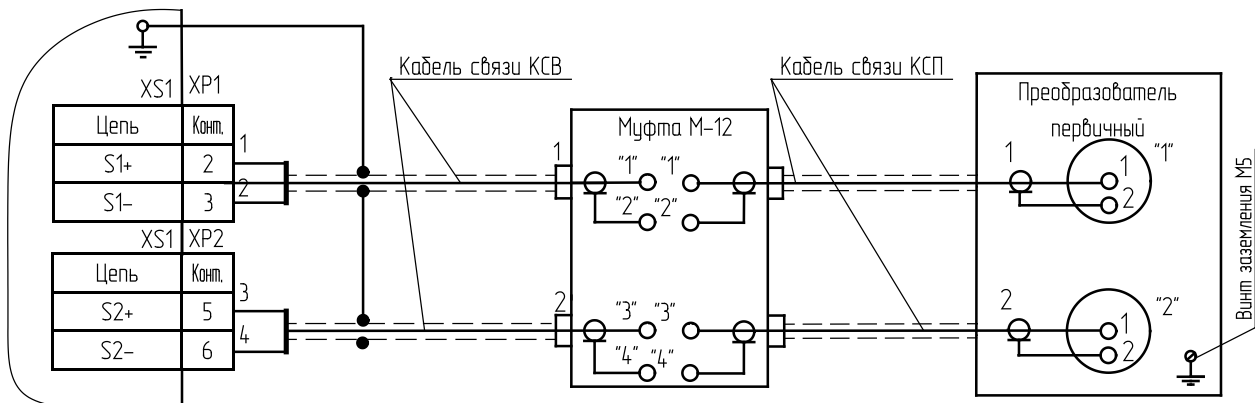 Кабель связи КСВ
Кабель связи КСП
XS1 XP1
Цепь Конт.
S1+ 2
S1– 3
1
2
XS1 XP2
Цепь Конт.
S2+ 5
S2– 6
3
4
Муфта М–12
1
"1" "1"
"2" "2"
2
"3" "3"
"4" "4"
Преобразователь
первичный
1
1
2
"1"
2
1
2
"2"
Винт заземления М5